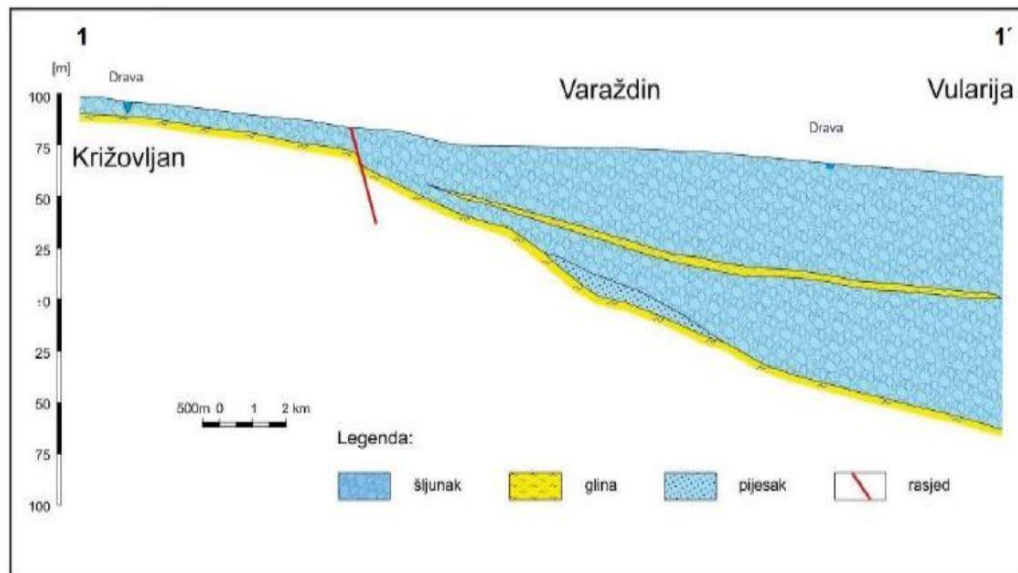 1
1´
[m]
Drava
Varaždin
Vularija
100
Drava
75
Križovljan
50
25
±0
25
50
500m 0 1 2 km
Legenda:
75
šljunak
glina
pijesak
rasjed
100